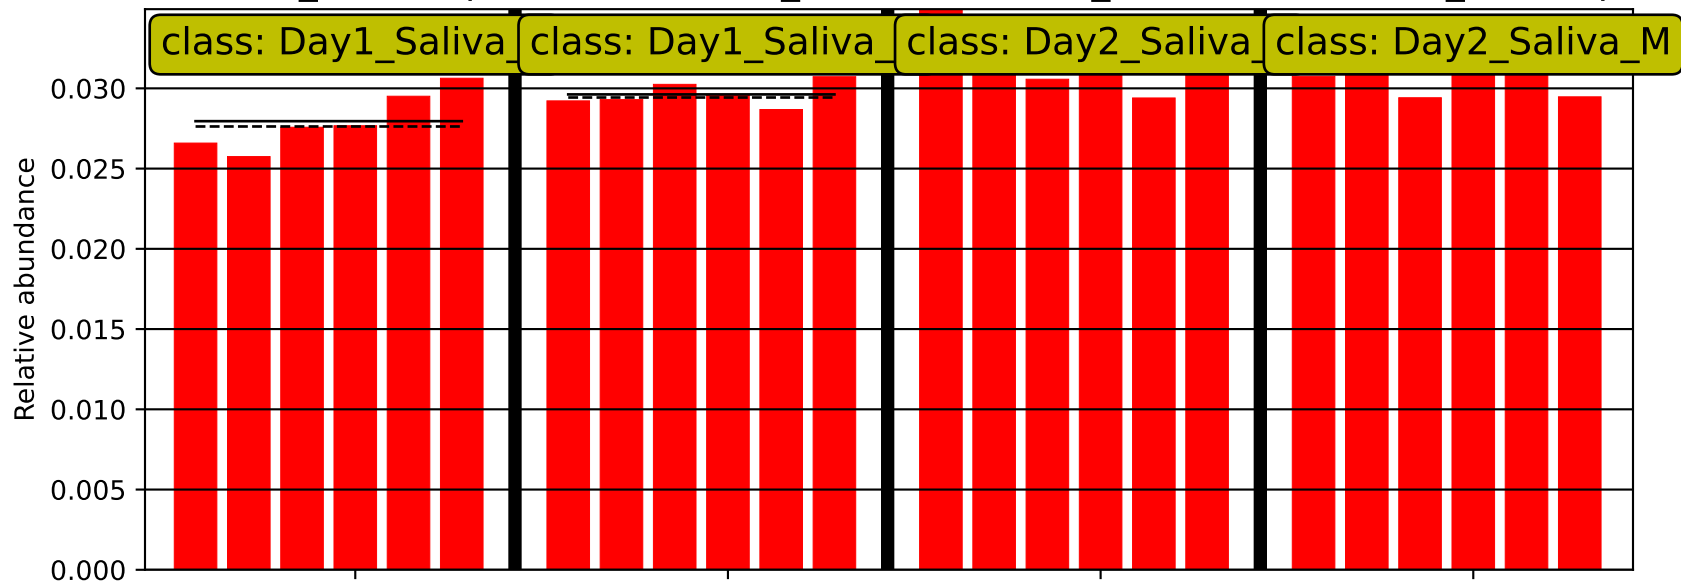 class: Day1_Saliva_
class: Day1_Saliva_
class: Day2_Saliva_
class: Day2_Saliva_M
0.030
0.025
0.020
0.015
0.010
0.005
0.000
Relative abundance